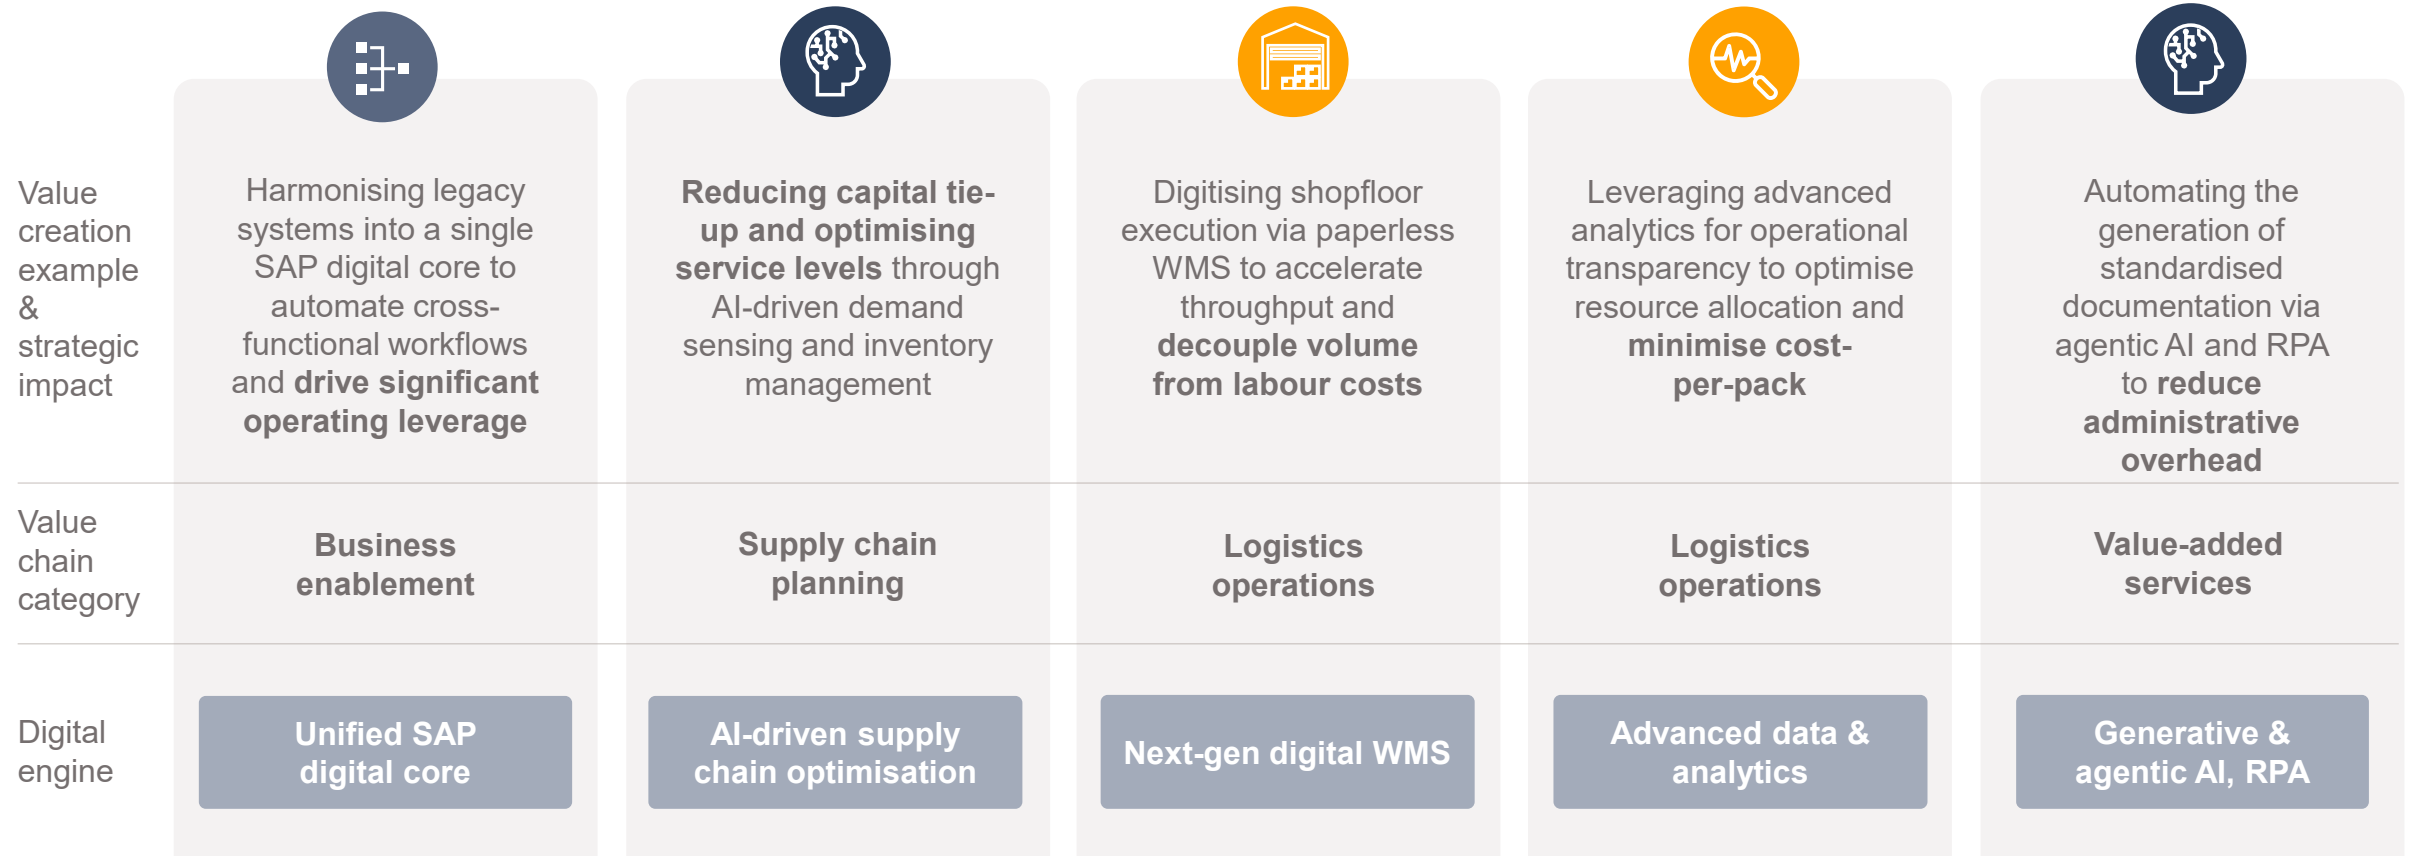 Value
creation
example
&
strategic
impact
Harmonising legacy
systems into a single
SAP digital core to
automate cross-
functional workflows
and drive significant
operating leverage
Reducing capital tie-
up and optimising
service levels through
AI-driven demand
sensing and inventory
management
Digitising shopfloor
execution via paperless
WMS to accelerate
throughput and
decouple volume
from labour costs
Leveraging advanced
analytics for operational
transparency to optimise
resource allocation and
minimise cost-
per-pack
Automating the
generation of
standardised
documentation via
agentic AI and RPA
to reduce
administrative
overhead
Value
chain
category
Business
enablement
Supply chain
planning
Logistics
operations
Logistics
operations
Value-added
services
Digital
engine
Unified SAP
digital core
AI-driven supply
chain optimisation
Next-gen digital WMS
Advanced data &
analytics
Generative &
agentic AI, RPA